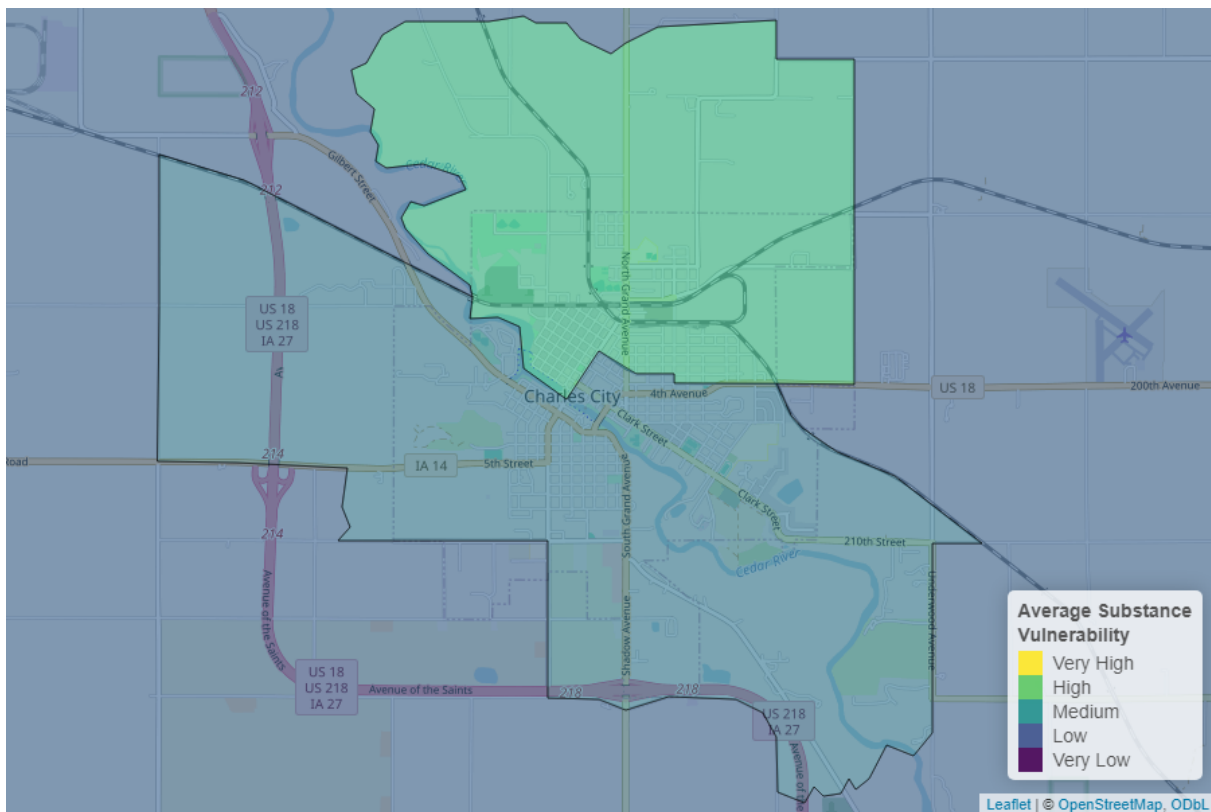 212
Gilbert Street
Cedar River
212
US 18
US 218
IA 27
North Grand Avenue
Charles City
4th Avenue
US 18
200th Avenue
Clark Street
Road
214
IA 14
5th Street
South Grand Avenue
Clark Street
214
210th Street
Cedar River
Avenue of the Saints
Shadow Avenue
Underwood Avenue
US 18
US 218
IA 27
Avenue of the Saints
218
218
US 218
IA 27
Avenue of the
Average Substance
Vulnerability
Very High
High
Medium
Low
Very Low
Leaflet | © OpenStreetMap, ODbL